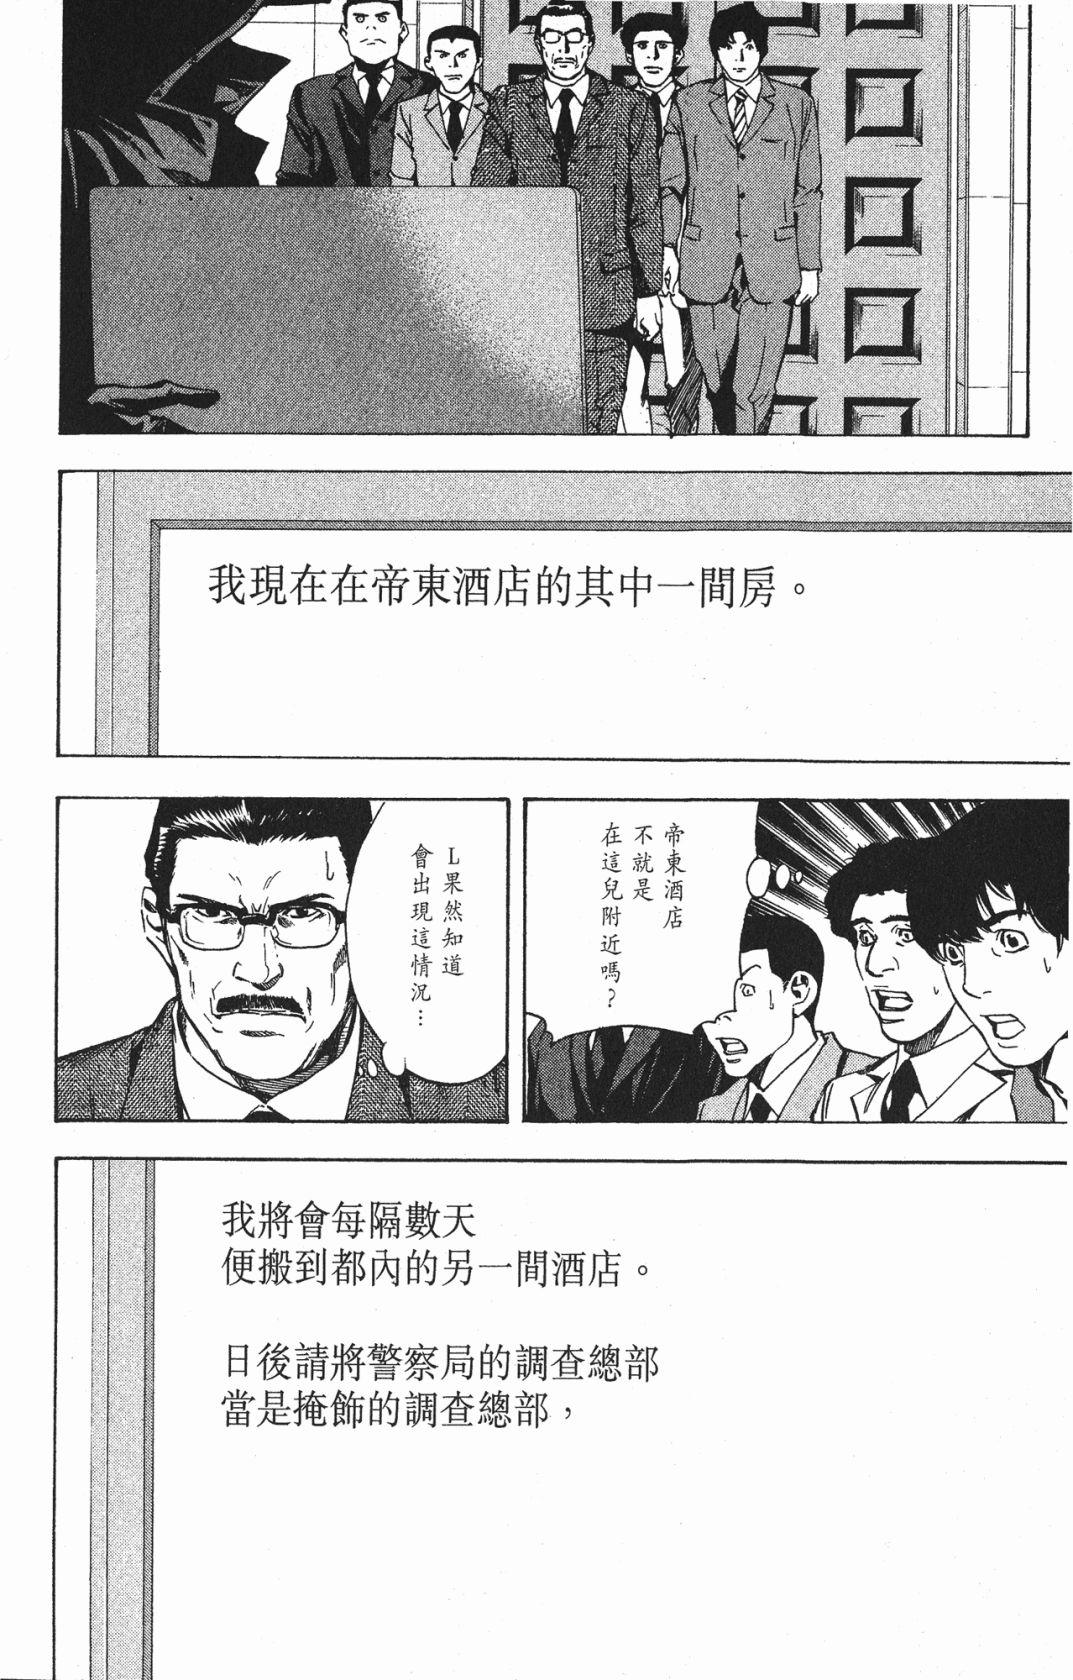 我現在在帝東酒店的其中一間房。
帝東酒店
不就是
在這兒附近嗎？
L果然知道
會出現這情況…
我將會每隔數天
便搬到都內的另一間酒店。
日後請將警察局的調查總部
當是掩飾的調查總部，